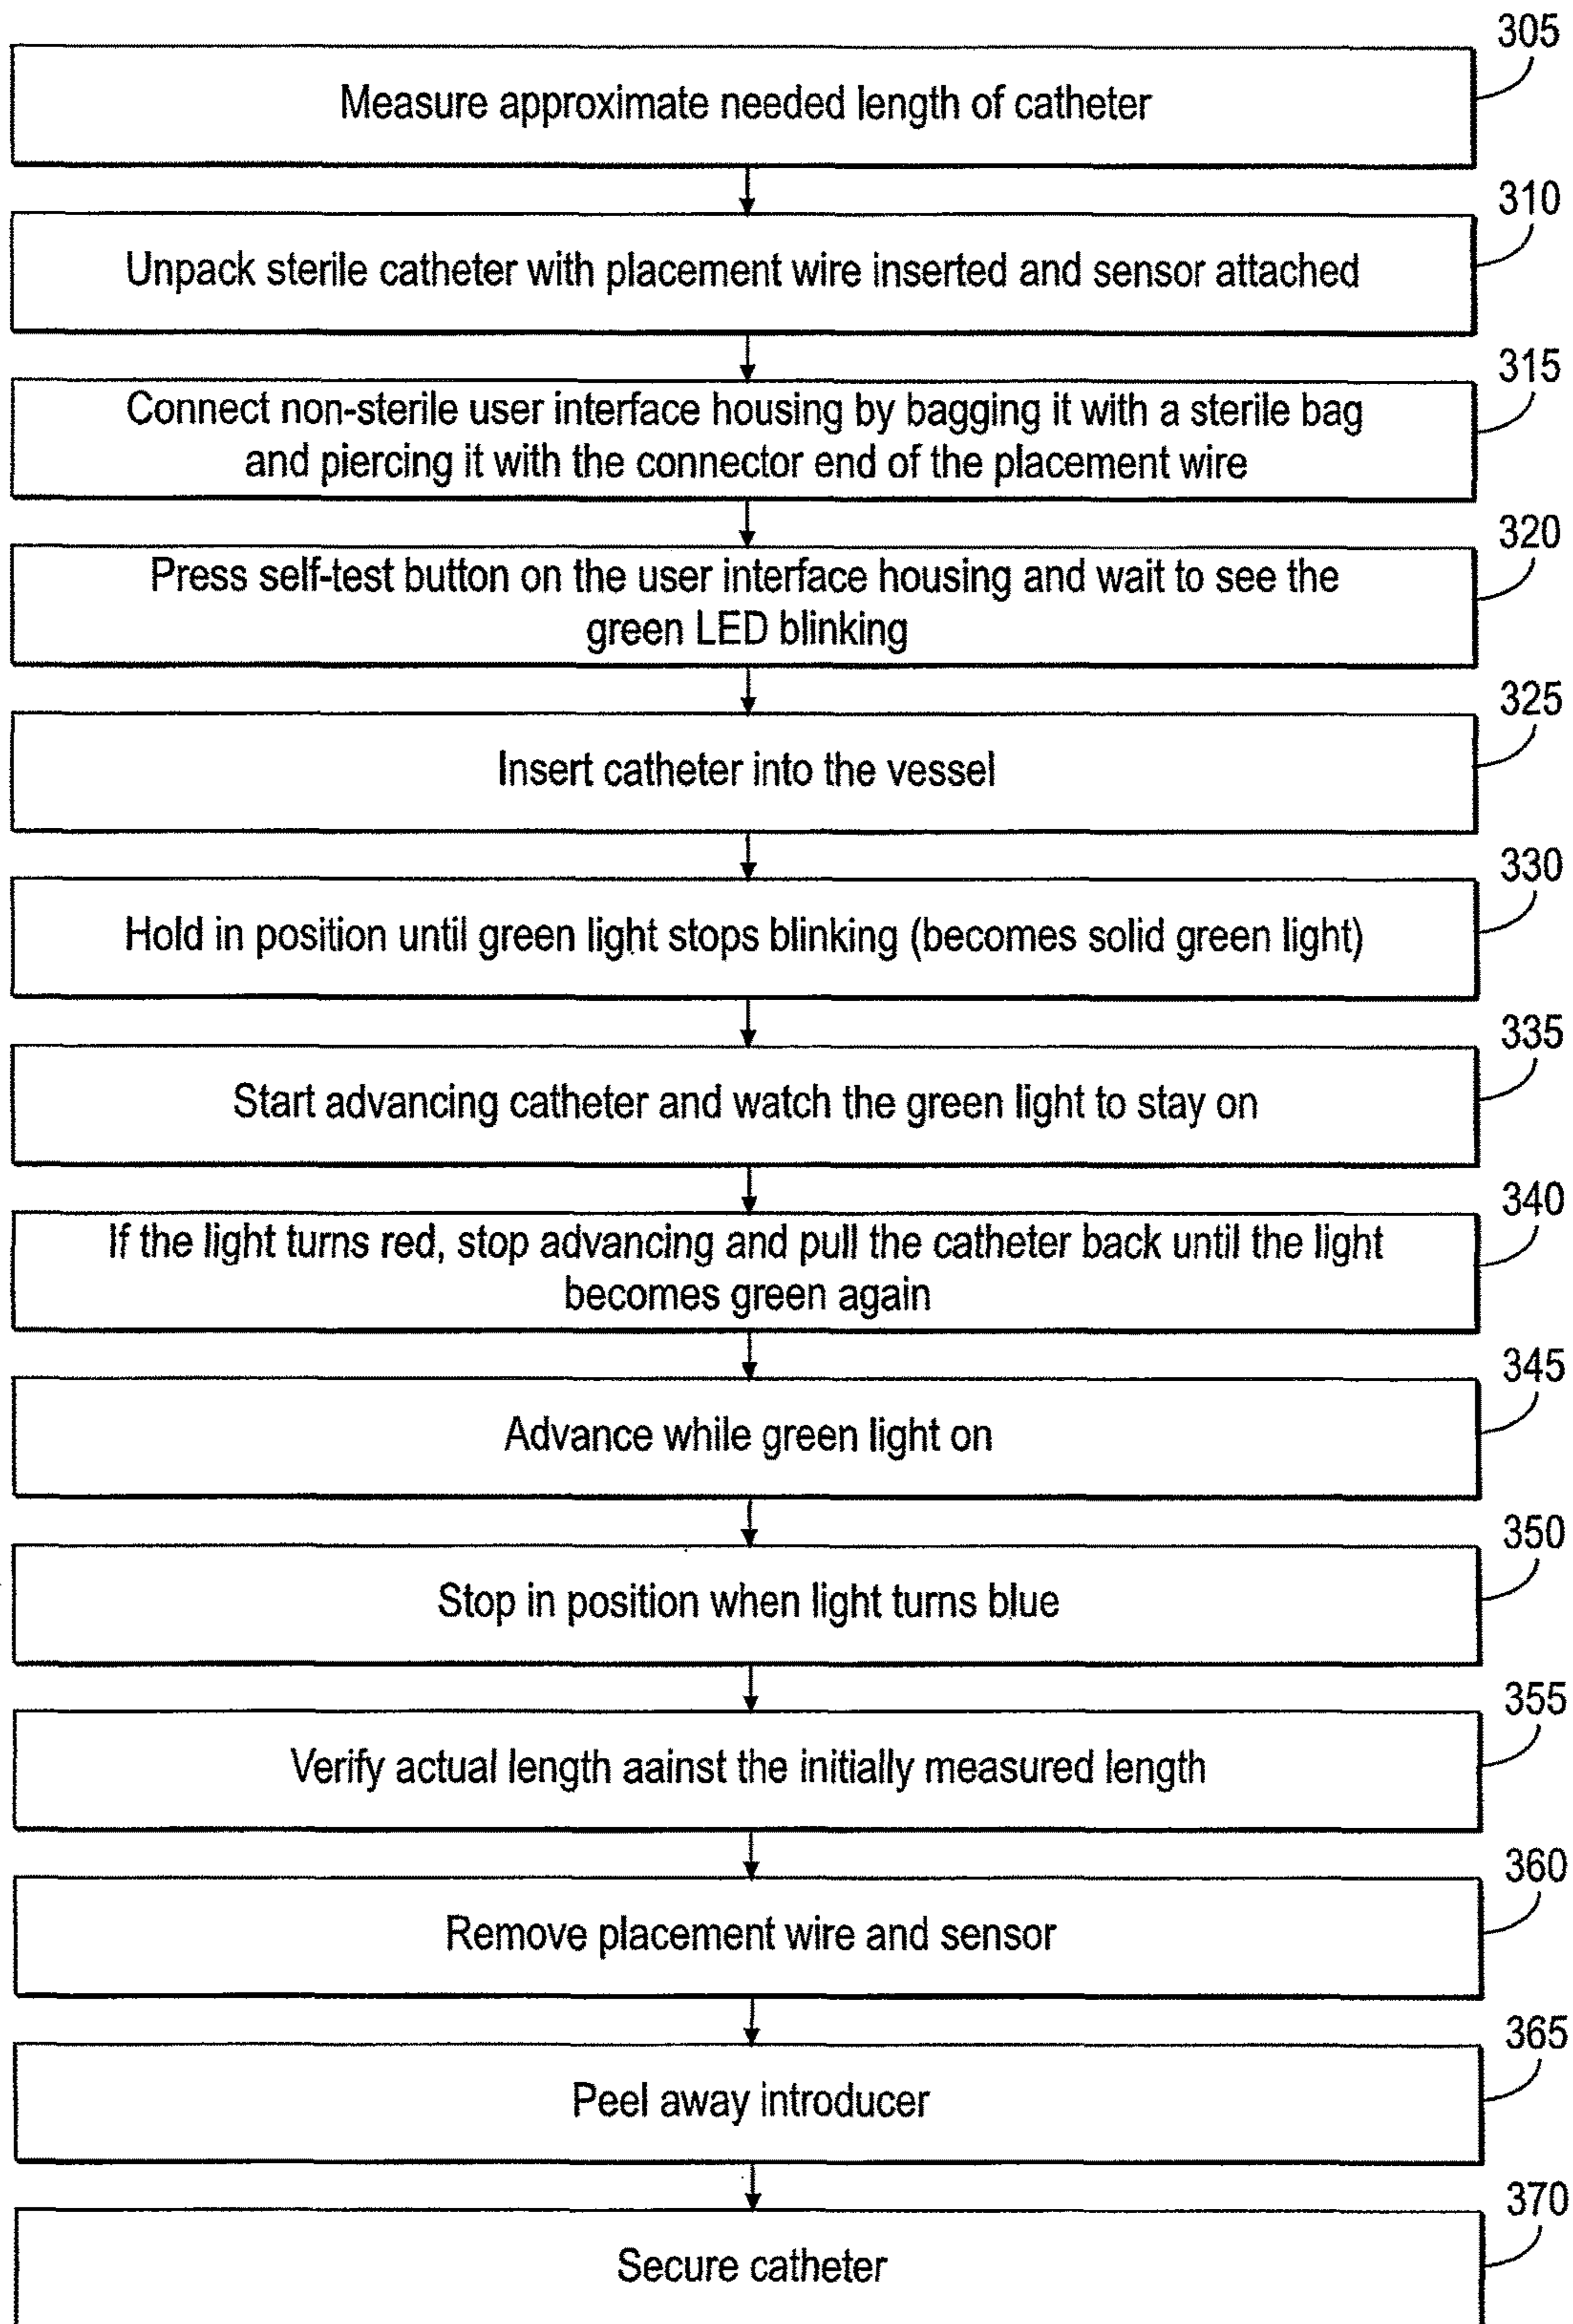 305
Measure approximate needed length of catheter
310
Unpack sterile catheter with placement wire inserted and sensor attached
315
Connect non-sterile user interface housing by bagging it with a sterile bag
and piercing it with the connector end of the placement wire
320
Press self-test button on the user interface housing and wait to see the
green LED blinking
325
Insert catheter into the vessel
330
Hold in position until green light stops blinking (becomes solid green light)
335
Start advancing catheter and watch the green light to stay on
340
If the light turns red, stop advancing and pull the catheter back until the light
becomes green again
345
Advance while green light on
350
Stop in position when light turns blue
355
Verify actual length aainst the initially measured length
360
Remove placement wire and sensor
365
Peel away introducer
370
Secure catheter